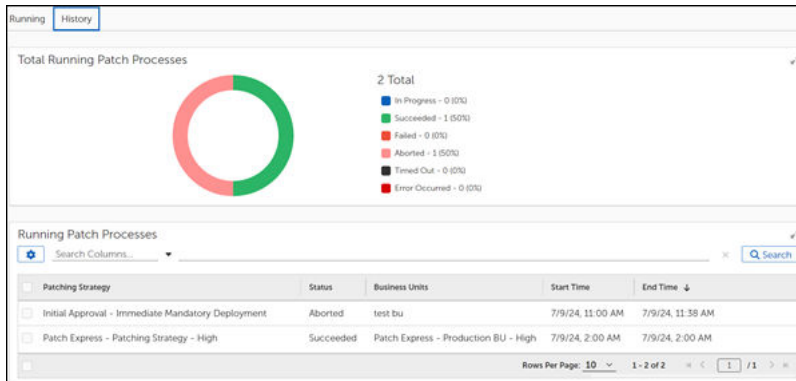 Running History
Total Running Patch Processes
2 Total
In Progress - 0 (0%)
Succeeded - 1 (50%)
Failed - 0 (0%)
Aborted - 1 (50%)
Timed Out - 0 (0%)
Error Occurred - 0 (0%)
Running Patch Processes
Search Columns... Search
Patching Strategy Status Business Units Start Time End Time
Initial Approval - Immediate Mandatory Deployment Aborted test bu 7/9/24, 11:00 AM 7/9/24, 11:38 AM
Patch Express - Patching Strategy - High Succeeded Patch Express - Production BU - High 7/9/24, 2:00 AM 7/9/24, 2:00 AM
Rows Per Page: 10 1 - 2 of 2 1 / 1